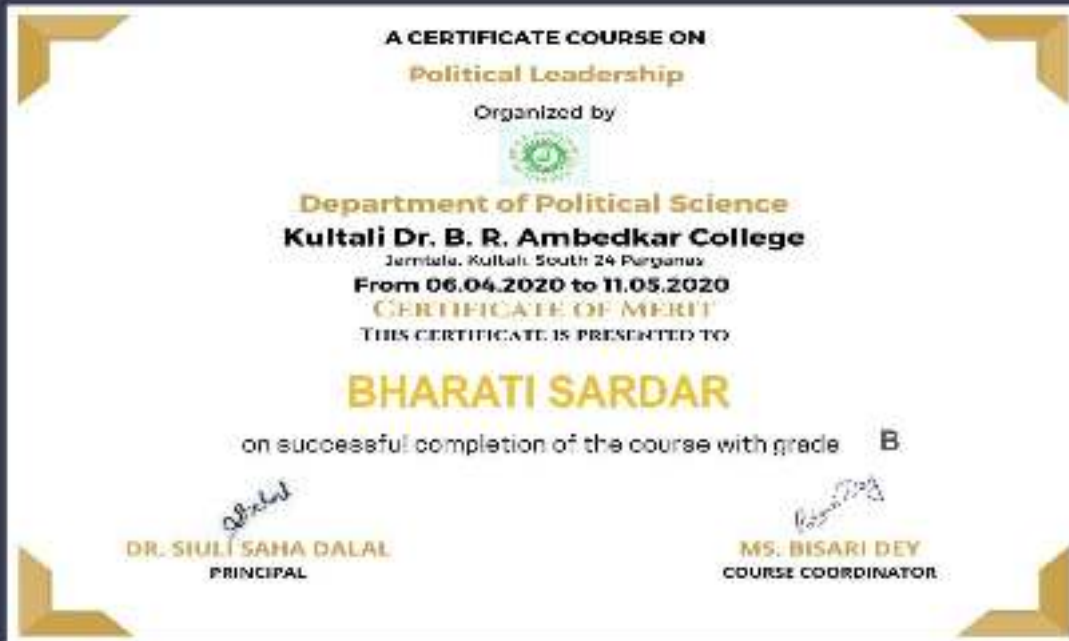 A CERTIFICATE COURSE ON
Political Leadership
Organized by
Department of Political Science
Kultali Dr. B. R. Ambedkar College
Jamtala, Kultali, South 24 Parganas
From 06.04.2020 to 11.05.2020
CERTIFICATE OF MERIT
THIS CERTIFICATE IS PRESENTED TO
BHARATI SARDAR
on successful completion of the course with grade B
DR. SIULI SAHA DALAL
PRINCIPAL
MS. BISARI DEY
COURSE COORDINATOR